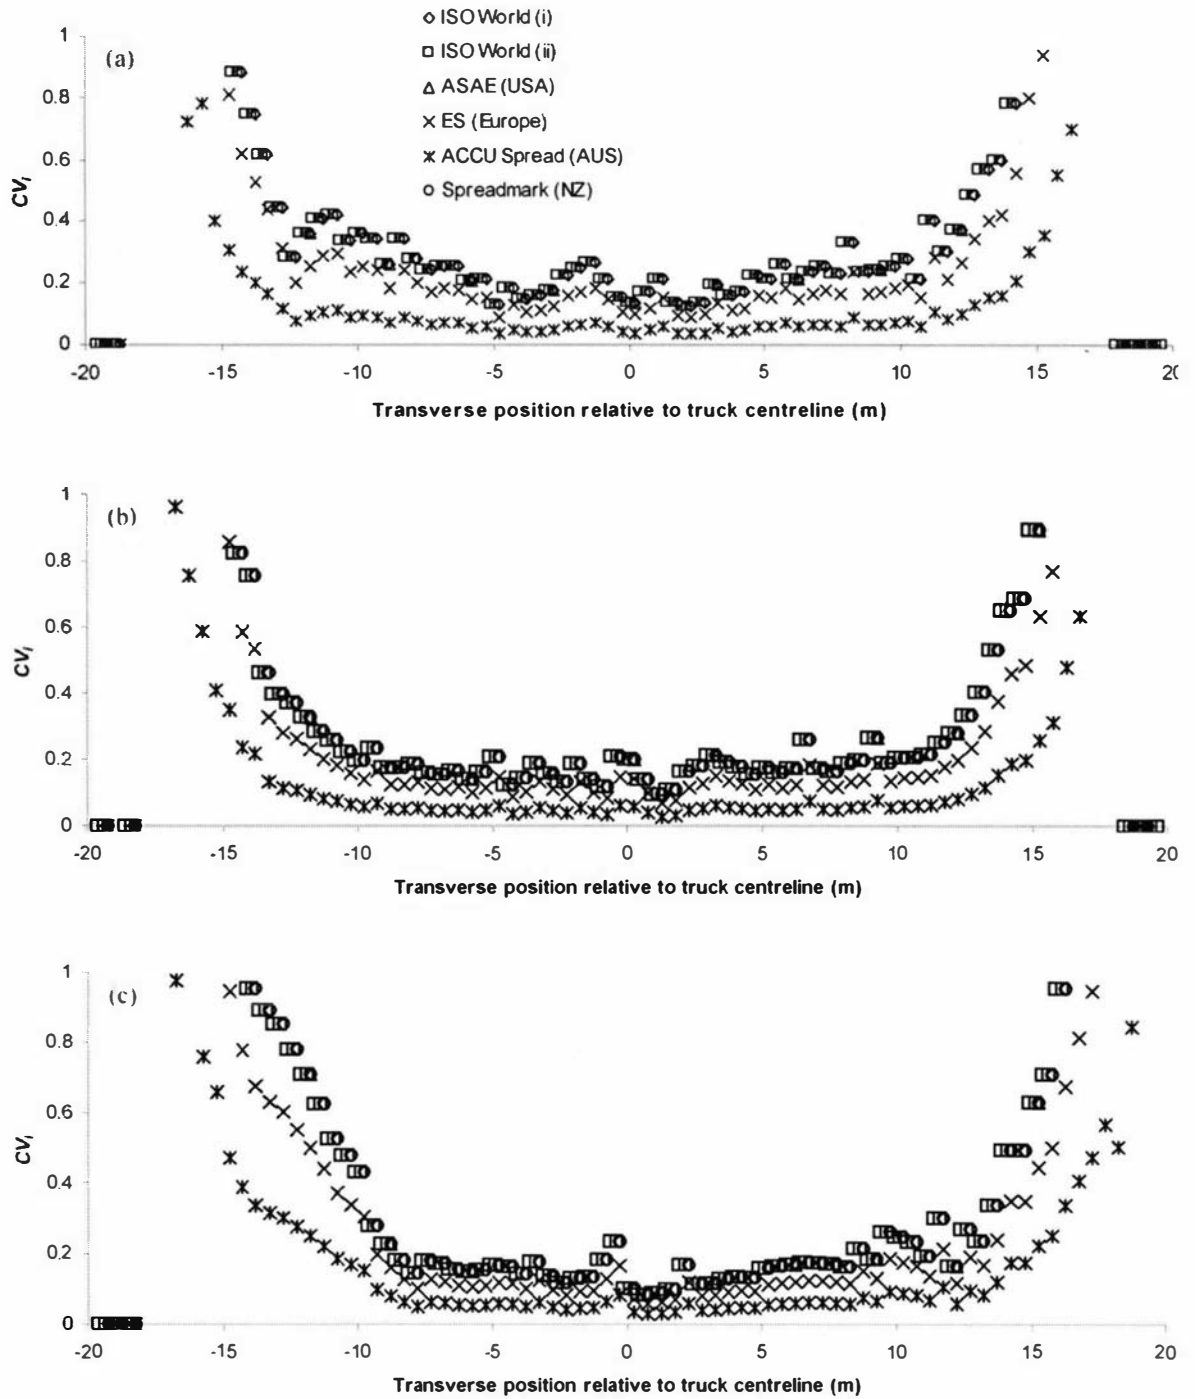 (a)
ISO World (i)
ISO World (ii)
ASAE (USA)
ES (Europe)
ACCU Spread (AUS)
Spreadmark (NZ)
1
0.8
0.6
0.4
0.2
0
CVi
-20 -15 -10 -5 0 5 10 15 20
Transverse position relative to truck centreline (m)
(b)
1
0.8
0.6
0.4
0.2
0
CVi
-20 -15 -10 -5 0 5 10 15 20
Transverse position relative to truck centreline (m)
(c)
1
0.8
0.6
0.4
0.2
0
CVi
-20 -15 -10 -5 0 5 10 15 20
Transverse position relative to truck centreline (m)